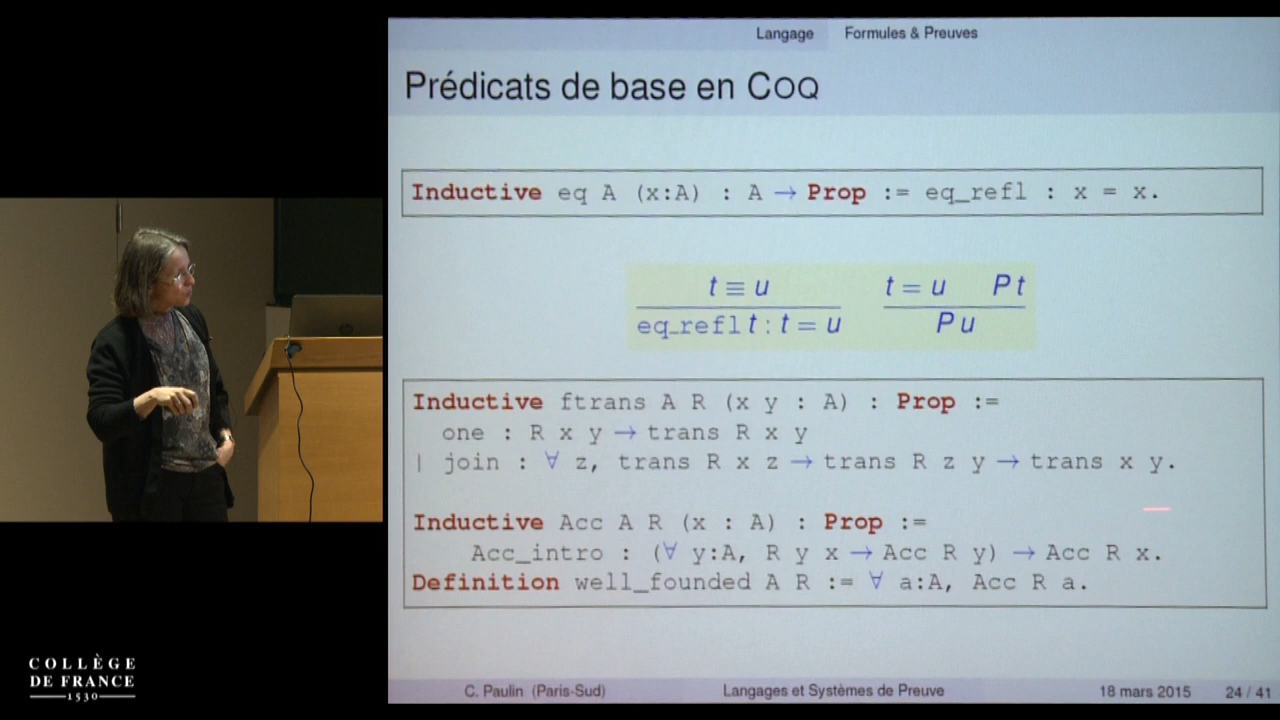 Langage Formules & Preuves
Prédicats de base en COQ
Inductive eq A (x:A) : A → Prop := eq_refl : x = x.
t ≡ u
eq_refl t : t = u
t = u P t
P u
Inductive ftrans A R (x y : A) : Prop :=
one : R x y → trans R x y
| join : ∀ z, trans R x z → trans R z y → trans x y.
Inductive Acc A R (x : A) : Prop :=
Acc_intro : (∀ y:A, R y x → Acc R y) → Acc R x.
Definition well_founded A R := ∀ a:A, Acc R a.
C. Paulin (Paris-Sud) Langages et Systèmes de Preuve 18 mars 2015 24 / 41
COLLÈGE
DE FRANCE
1530